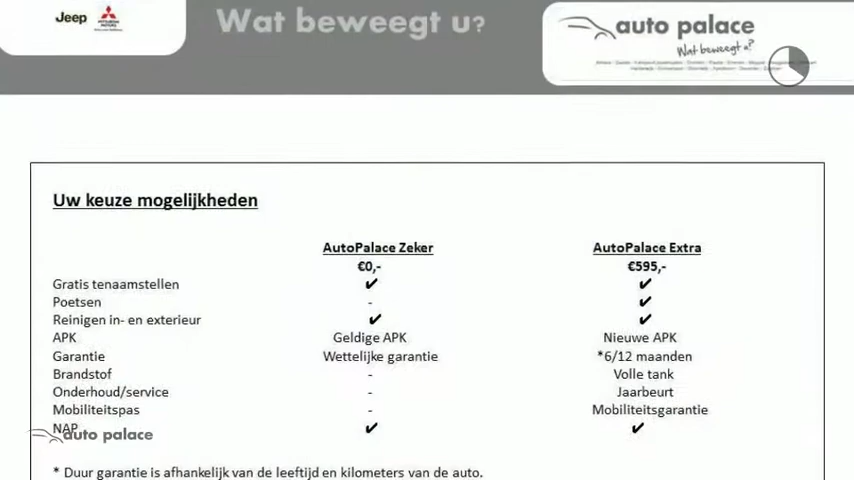 Jeep
Wat beweegt u?
auto palace
Wat beweegt u?
Uw keuze mogelijkheden
AutoPalace Zeker AutoPalace Extra
€0,- €595,-
Gratis tenaamstellen ✔ ✔
Poetsen - ✔
Reinigen in- en exterieur ✔ ✔
APK Geldige APK Nieuwe APK
Garantie Wettelijke garantie *6/12 maanden
Brandstof - Volle tank
Onderhoud/service - Jaarbeurt
Mobiliteitspas - Mobiliteitsgarantie
NAP ✔ ✔
auto palace
* Duur garantie is afhankelijk van de leeftijd en kilometers van de auto.